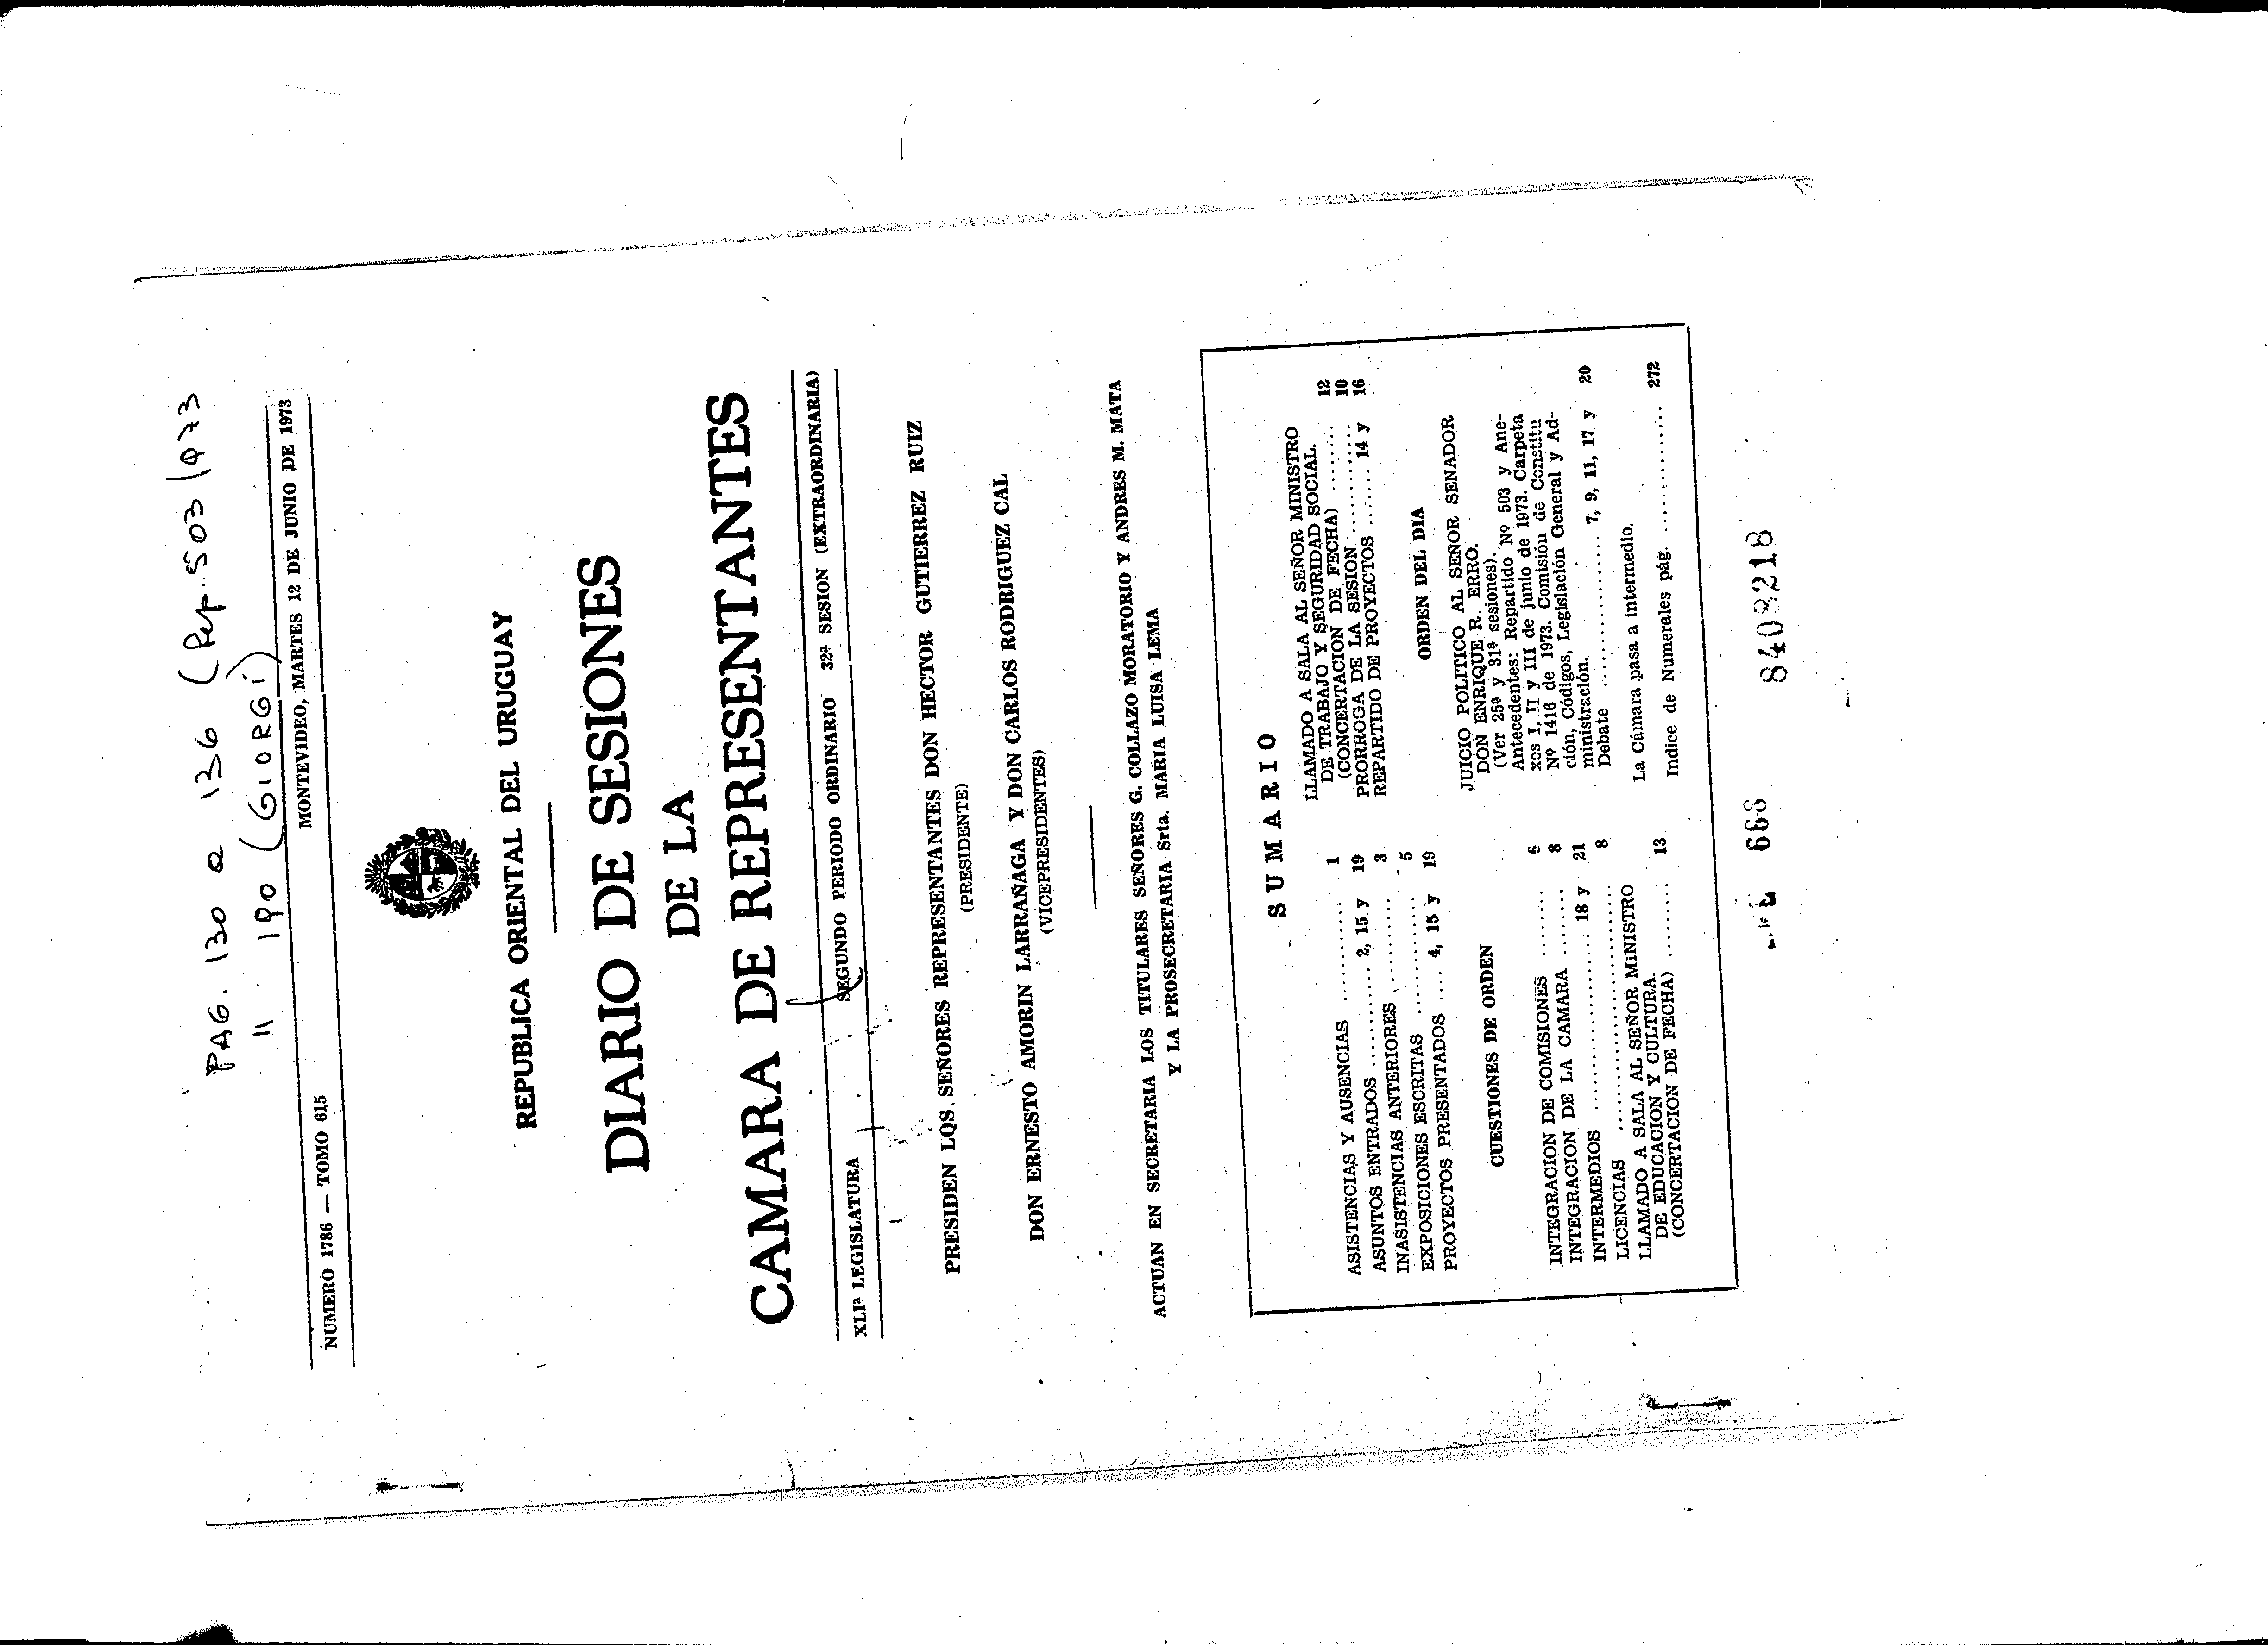 PAG. 130 a 136 (Rep. 503/973
" 190 (GIORGI)
NUMERO 1786 — TOMO 615
MONTEVIDEO, MARTES 12 DE JUNIO DE 1973
REPUBLICA ORIENTAL DEL URUGUAY
DIARIO DE SESIONES
DE LA
CAMARA DE REPRESENTANTES
XLIª LEGISLATURA
SEGUNDO PERIODO ORDINARIO
32ª SESION (EXTRAORDINARIA)
PRESIDEN LOS SEÑORES REPRESENTANTES DON HECTOR GUTIERREZ RUIZ
(PRESIDENTE)
DON ERNESTO AMORIN LARRAÑAGA Y DON CARLOS RODRIGUEZ CAL
(VICEPRESIDENTES)
ACTUAN EN SECRETARIA LOS TITULARES SEÑORES G. COLLAZO MORATORIO Y ANDRES M. MATA
Y LA PROSECRETARIA Srta. MARIA LUISA LEMA
SUMARIO
ASISTENCIAS Y AUSENCIAS ............ 1
ASUNTOS ENTRADOS ............ 2, 15 y 19
INASISTENCIAS ANTERIORES .......... 3
EXPOSICIONES ESCRITAS ............ 5
PROYECTOS PRESENTADOS .... 4, 15 y 19
CUESTIONES DE ORDEN
INTEGRACION DE COMISIONES ........ 6
INTEGRACION DE LA CAMARA ........ 8
INTERMEDIOS .................... 18 y 21
LICENCIAS ............................ 8
LLAMADO A SALA AL SEÑOR MINISTRO
DE EDUCACION Y CULTURA.
(CONCERTACION DE FECHA) ........ 13
LLAMADO A SALA AL SEÑOR MINISTRO
DE TRABAJO Y SEGURIDAD SOCIAL.
(CONCERTACION DE FECHA) ........ 12
PRORROGA DE LA SESION .......... 10
REPARTIDO DE PROYECTOS ....... 14 y 16
ORDEN DEL DIA
JUICIO POLITICO AL SEÑOR SENADOR
DON ENRIQUE R. ERRO.
(Ver 25ª y 31ª sesiones).
Antecedentes: Repartido Nº 503 y Ane-
xos I, II y III de junio de 1973. Carpeta
Nº 1416 de 1973. Comisión de Constitu
ción, Códigos, Legislación General y Ad-
ministración.
Debate .............. 7, 9, 11, 17 y 20
La Cámara pasa a intermedio.
Indice de Numerales pág. .............. 272
666 8409218